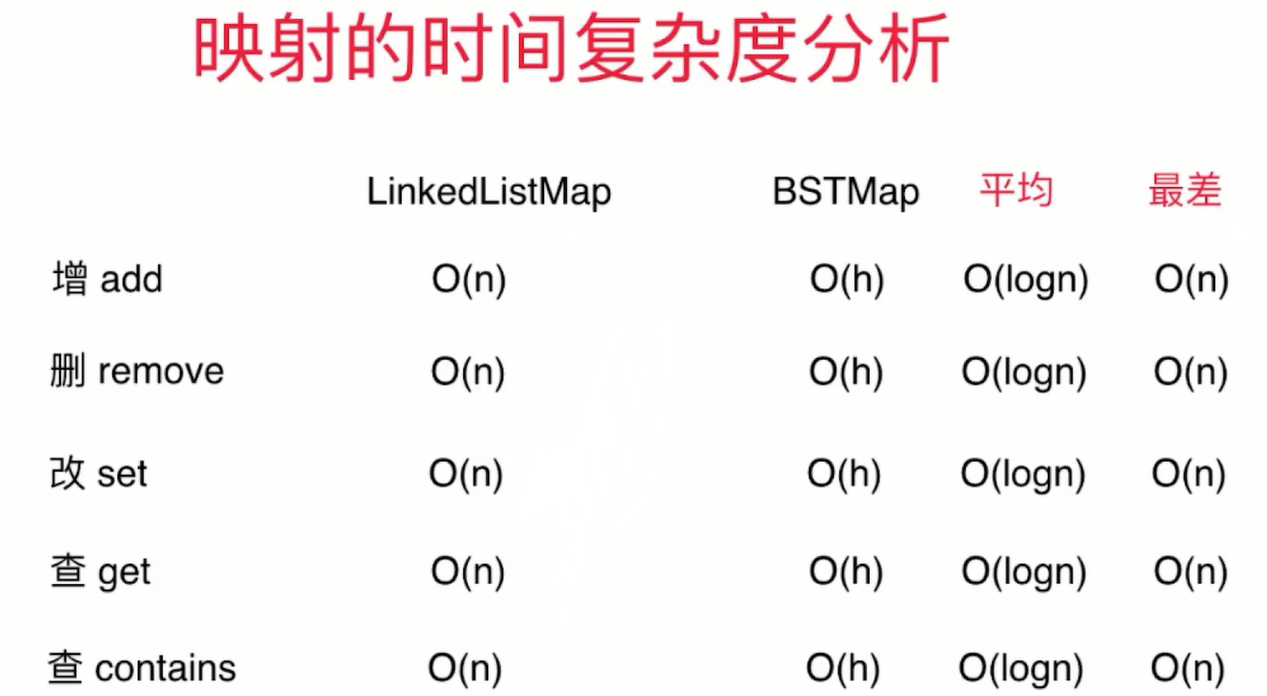 映射的时间复杂度分析
LinkedListMap BSTMap 平均 最差
增 add O(n) O(h) O(logn) O(n)
删 remove O(n) O(h) O(logn) O(n)
改 set O(n) O(h) O(logn) O(n)
查 get O(n) O(h) O(logn) O(n)
查 contains O(n) O(h) O(logn) O(n)